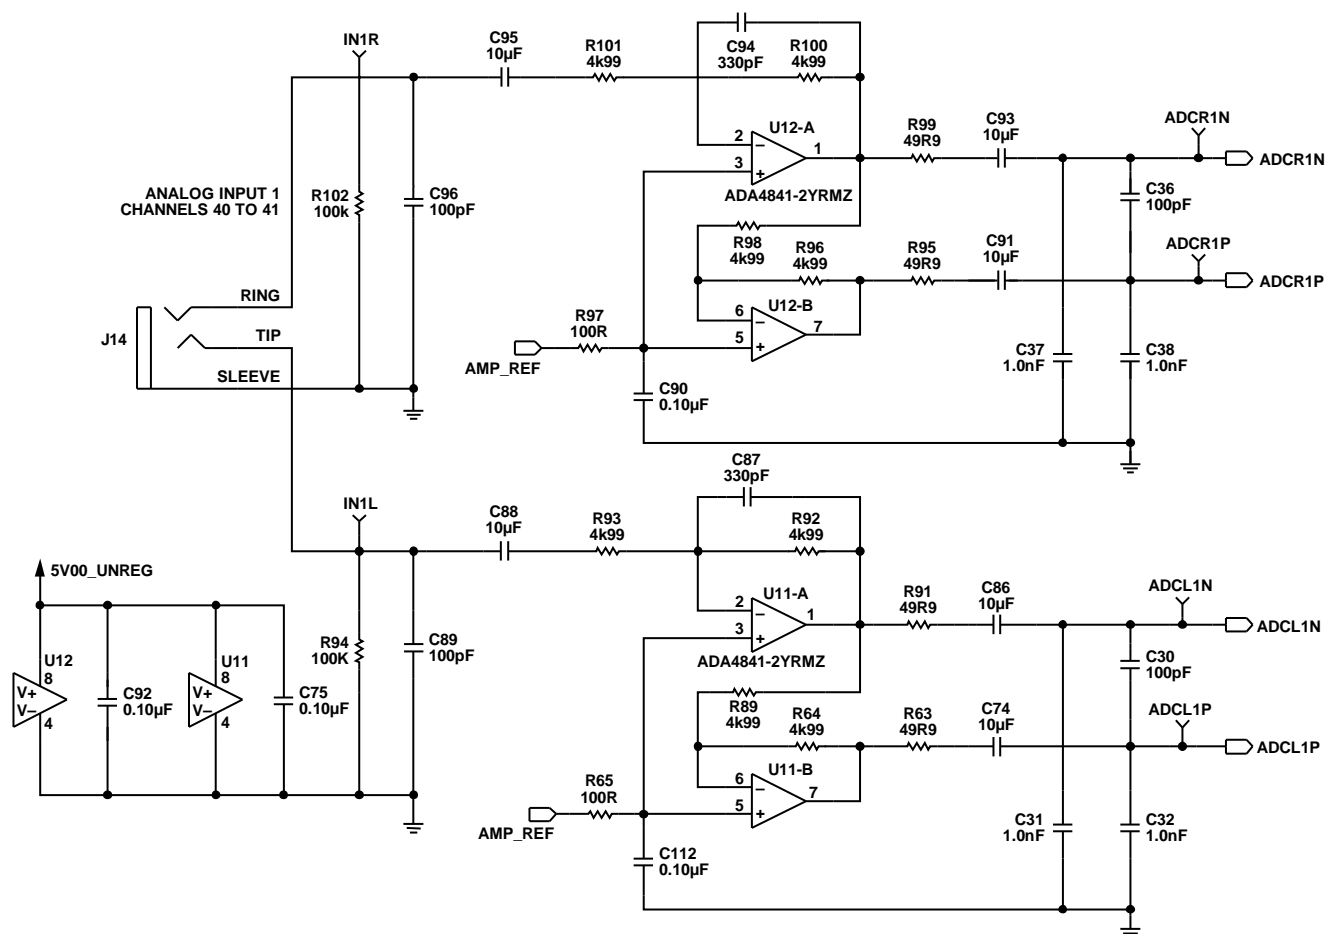 IN1R
C95
10µF
R101
4k99
C94
330pF
R100
4k99
U12-A
2
3
1
ADA4841-2YRMZ
R99
49R9
C93
10µF
ADCR1N
ADCR1N
ANALOG INPUT 1
CHANNELS 40 TO 41
R102
100k
C96
100pF
C36
100pF
R98
4k99
R96
4k99
R95
49R9
C91
10µF
ADCR1P
ADCR1P
RING
TIP
SLEEVE
J14
U12-B
6
5
7
R97
100R
AMP_REF
C90
0.10µF
C37
1.0nF
C38
1.0nF
C87
330pF
IN1L
C88
10µF
R93
4k99
R92
4k99
5V00_UNREG
U11-A
2
3
1
ADA4841-2YRMZ
R91
49R9
C86
10µF
ADCL1N
ADCL1N
U12
8
V+
V–
4
C92
0.10µF
U11
8
V+
V–
4
C75
0.10µF
R94
100K
C89
100pF
C30
100pF
R89
4k99
R64
4k99
R63
49R9
C74
10µF
ADCL1P
ADCL1P
U11-B
6
5
7
R65
100R
AMP_REF
C112
0.10µF
C31
1.0nF
C32
1.0nF